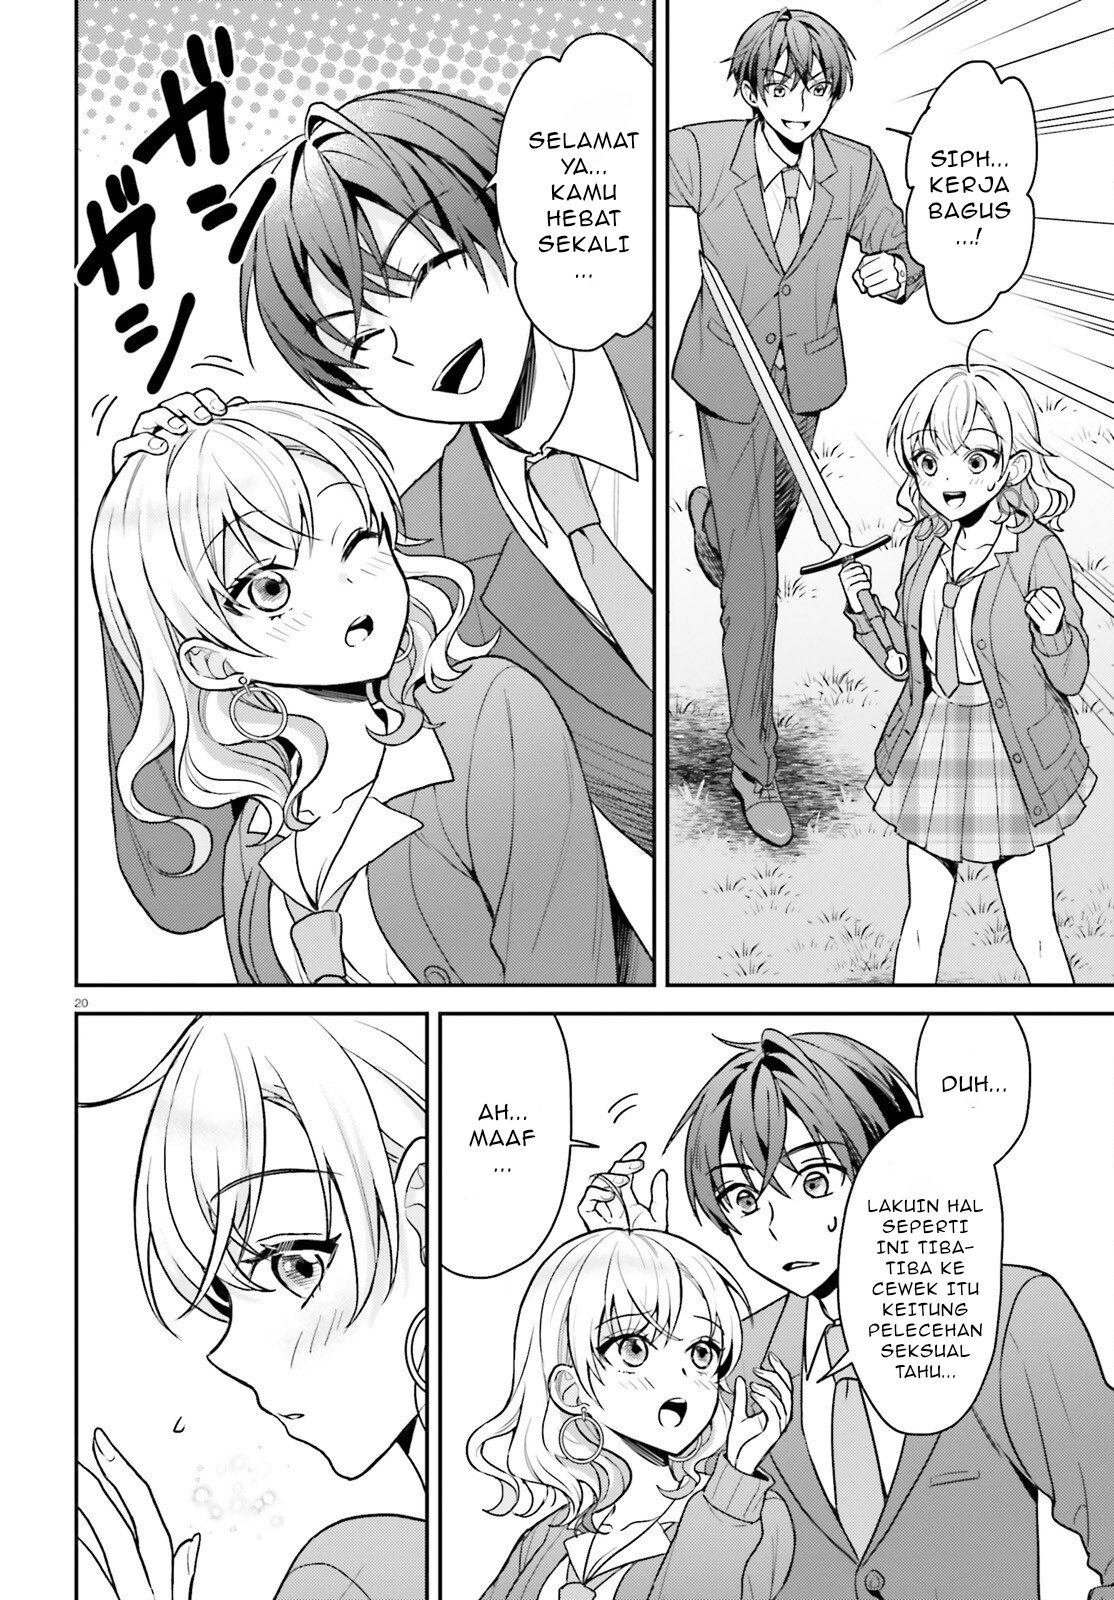 SIPH...
KERJA
BAGUS
...!
SELAMAT
YA...
KAMU
HEBAT
SEKALI
...
ガシ
ガシ
20
DUH...
LAKUIN HAL
SEPERTI
INI TIBA-
TIBA KE
CEWEK ITU
KEITUNG
PELECEHAN
SEKSUAL
TAHU...
AH...
MAAF
...